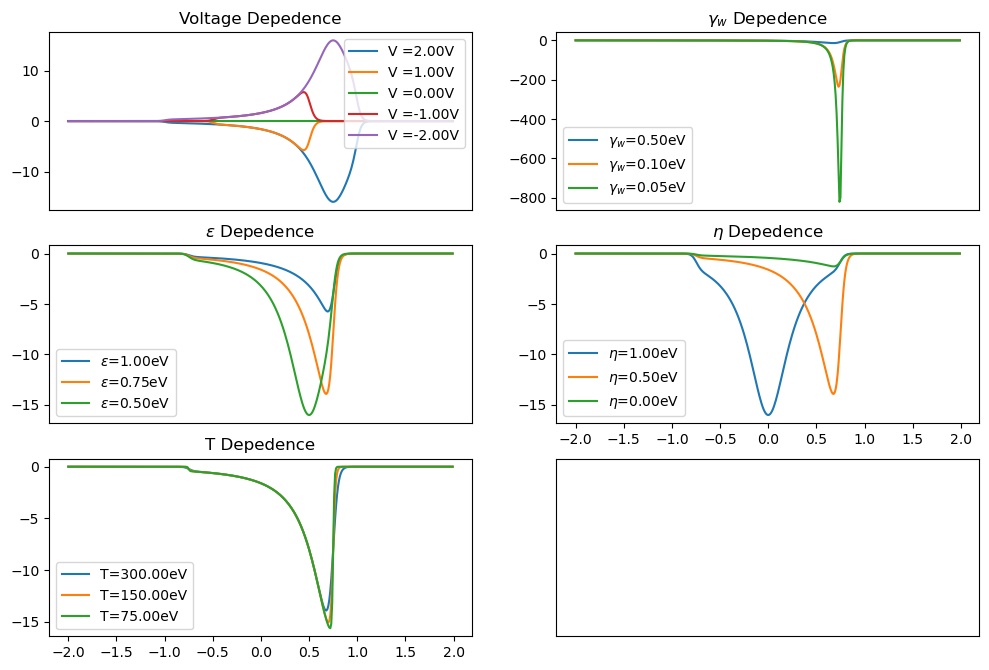 Voltage Depedence
10
0
−10
V =2.00V
V =1.00V
V =0.00V
V =-1.00V
V =-2.00V
γw Depedence
0
−200
−400
−600
−800
γw=0.50eV
γw=0.10eV
γw=0.05eV
ε Depedence
0
−5
−10
−15
ε=1.00eV
ε=0.75eV
ε=0.50eV
η Depedence
0
−5
−10
−15
η=1.00eV
η=0.50eV
η=0.00eV
−2.0 −1.5 −1.0 −0.5 0.0 0.5 1.0 1.5 2.0
T Depedence
0
−5
−10
−15
T=300.00eV
T=150.00eV
T=75.00eV
−2.0 −1.5 −1.0 −0.5 0.0 0.5 1.0 1.5 2.0